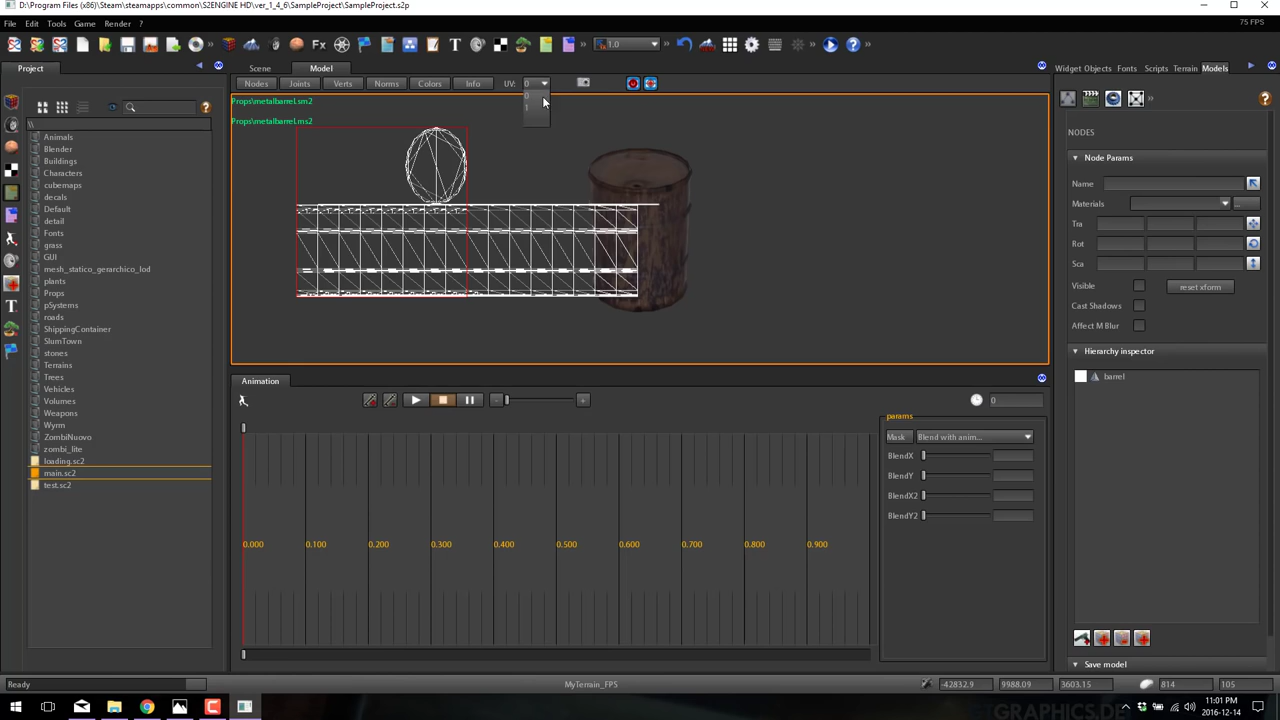 D:\Program Files (x86)\Steam\steamapps\common\S2ENGINE HD\ver_1_4_6\SampleProject\SampleProject.s2p
File Edit Tools Game Render ?
75 FPS
Fx T 1.0
Project
Scene Model
Widget Objects Fonts Scripts Terrain Models
Nodes Joints Verts Norms Colors Info UV: 0
0
1
Props\metalbarrel.sm2
Props\metalbarrel.ms2
\\
Animals
Blender
Buildings
Characters
cubemaps
decals
Default
detail
Fonts
grass
GUI
mesh_statico_gerarchico_lod
plants
Props
pSystems
roads
ShippingContainer
SlumTown
stones
Terrains
Trees
Vehicles
Volumes
Weapons
Wyrm
ZombiNuovo
zombi_lite
loading.sc2
main.sc2
test.sc2
NODES
Node Params
Name
Materials ...
Tra
Rot
Sca
Visible
reset xform
Cast Shadows
Affect M Blur
Hierarchy inspector
barrel
Save model
Animation
- + 0
params
Mask Blend with anim...
BlendX
BlendY
BlendX2
BlendY2
0.000 0.100 0.200 0.300 0.400 0.500 0.600 0.700 0.800 0.900
Ready
MyTerrain_FPS
-42832.9 9988.09 3603.15 814 105
11:01 PM
2016-12-14